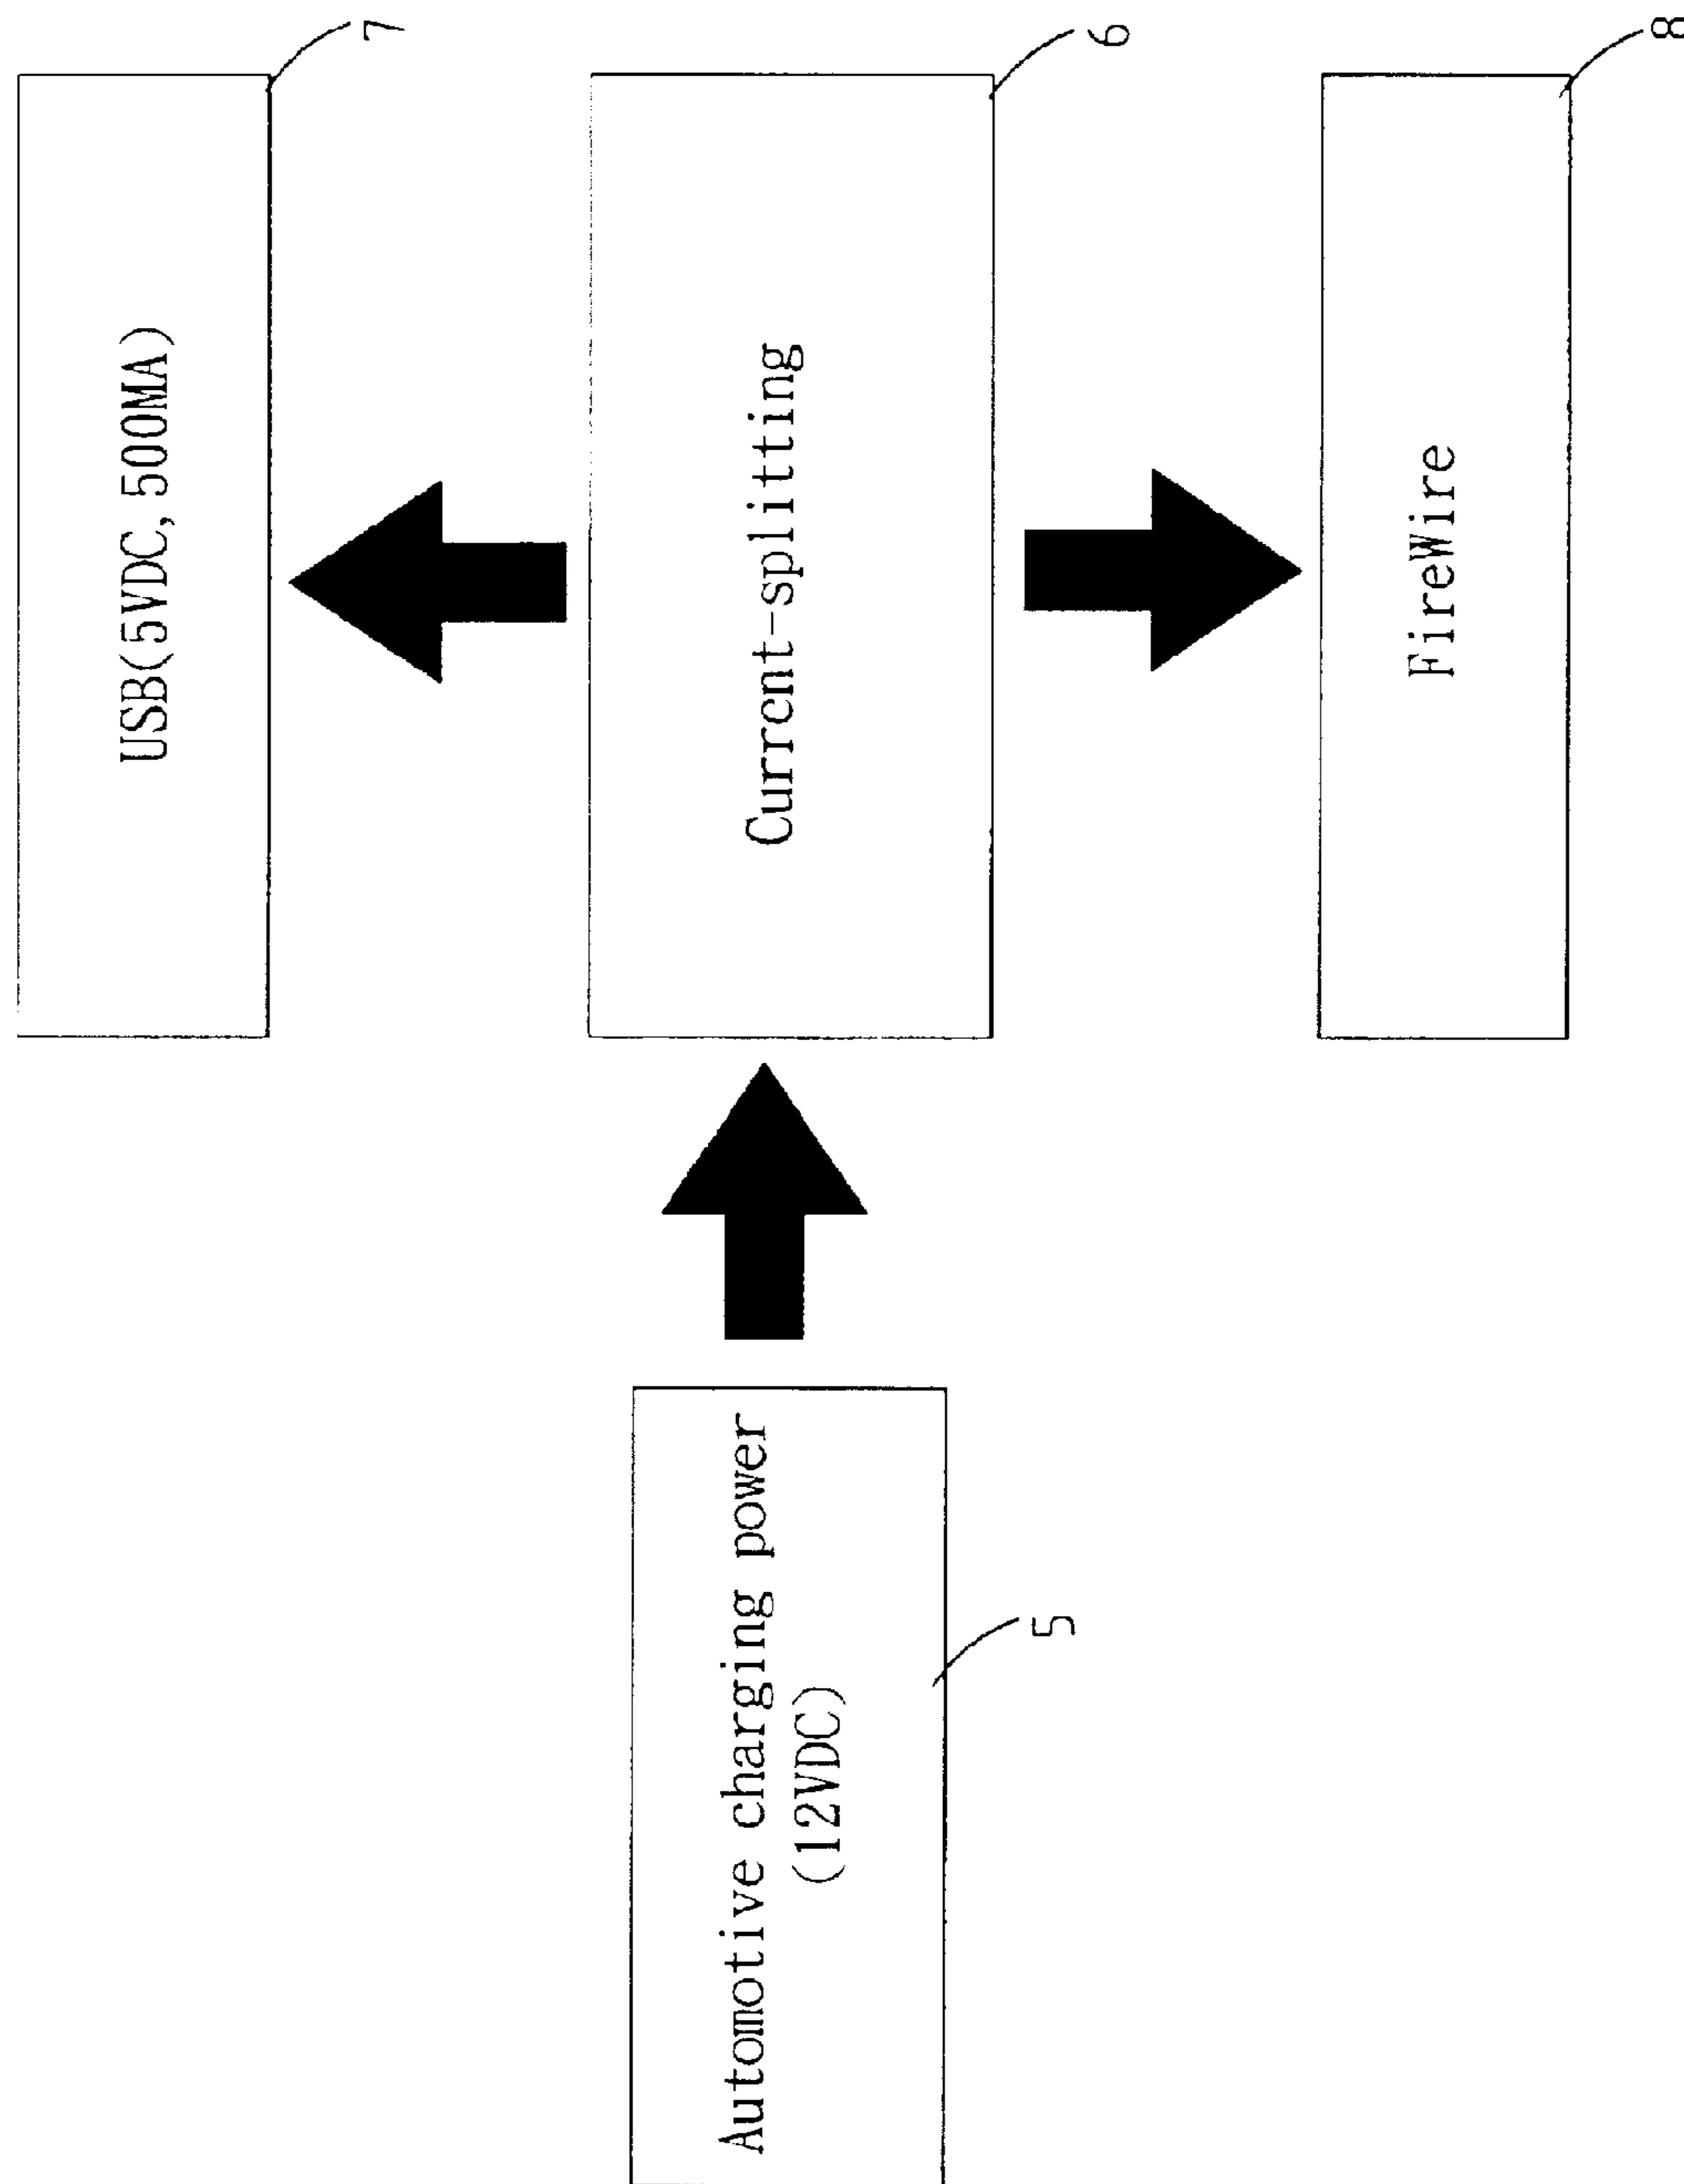 7
USB(5VDC,500MA)
6
Current-splitting
8
FireWire
5
Automotive charging power
(12VDC)